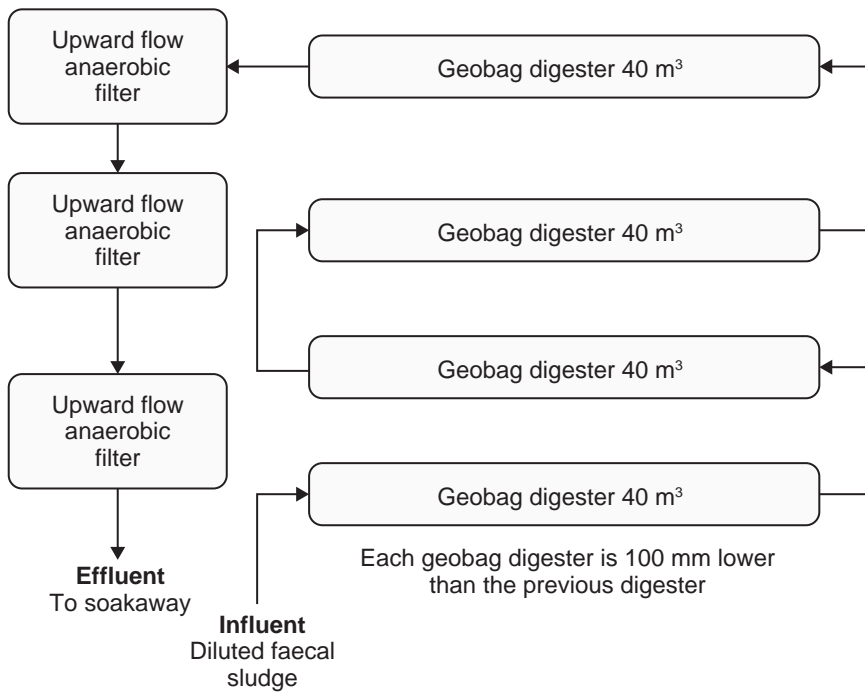 Upward flow
anaerobic
filter
Geobag digester 40 m³
Upward flow
anaerobic
filter
Geobag digester 40 m³
Geobag digester 40 m³
Upward flow
anaerobic
filter
Geobag digester 40 m³
Each geobag digester is 100 mm lower
than the previous digester
Effluent
To soakaway
Influent
Diluted faecal
sludge